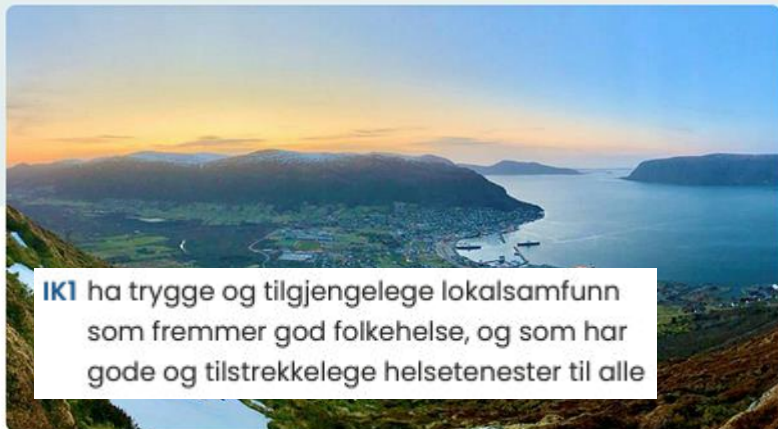 IK1 ha trygge og tilgjengelege lokalsamfunn
som fremmer god folkehelse, og som har
gode og tilstrekkelege helsetenester til alle